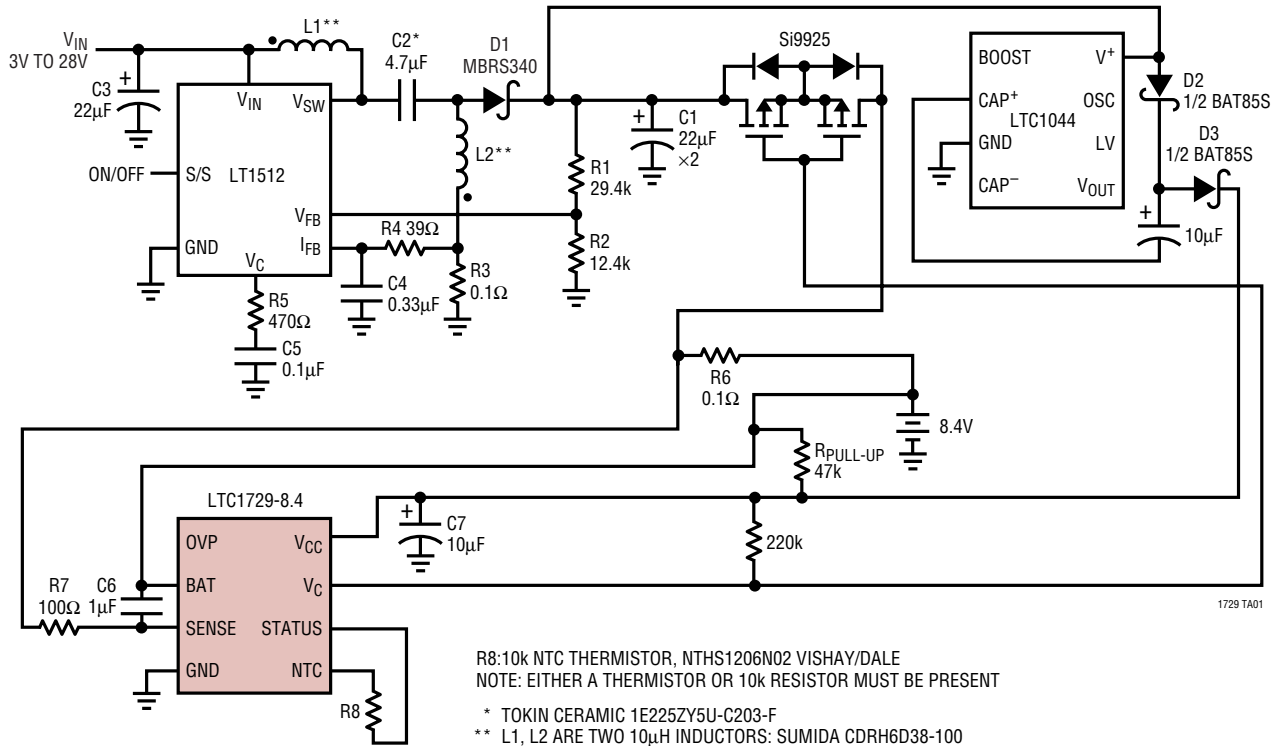 VIN
3V TO 28V
C3
22µF
+
L1**
VIN
VSW
S/S
LT1512
VFB
IFB
GND
VC
ON/OFF
R5
470Ω
C5
0.1µF
C2*
4.7µF
D1
MBRS340
L2**
R4 39Ω
C4
0.33µF
R3
0.1Ω
R1
29.4k
R2
12.4k
+
C1
22µF
×2
Si9925
BOOST
V+
CAP+
OSC
LTC1044
GND
LV
CAP–
VOUT
D2
1/2 BAT85S
D3
1/2 BAT85S
+
10µF
R6
0.1Ω
8.4V
RPULL-UP
47k
LTC1729-8.4
OVP
VCC
BAT
VC
SENSE
STATUS
GND
NTC
R7
100Ω
C6
1µF
R8
+
C7
10µF
220k
1729 TA01
R8:10k NTC THERMISTOR, NTHS1206N02 VISHAY/DALE
NOTE: EITHER A THERMISTOR OR 10k RESISTOR MUST BE PRESENT
* TOKIN CERAMIC 1E225ZY5U-C203-F
** L1, L2 ARE TWO 10µH INDUCTORS: SUMIDA CDRH6D38-100